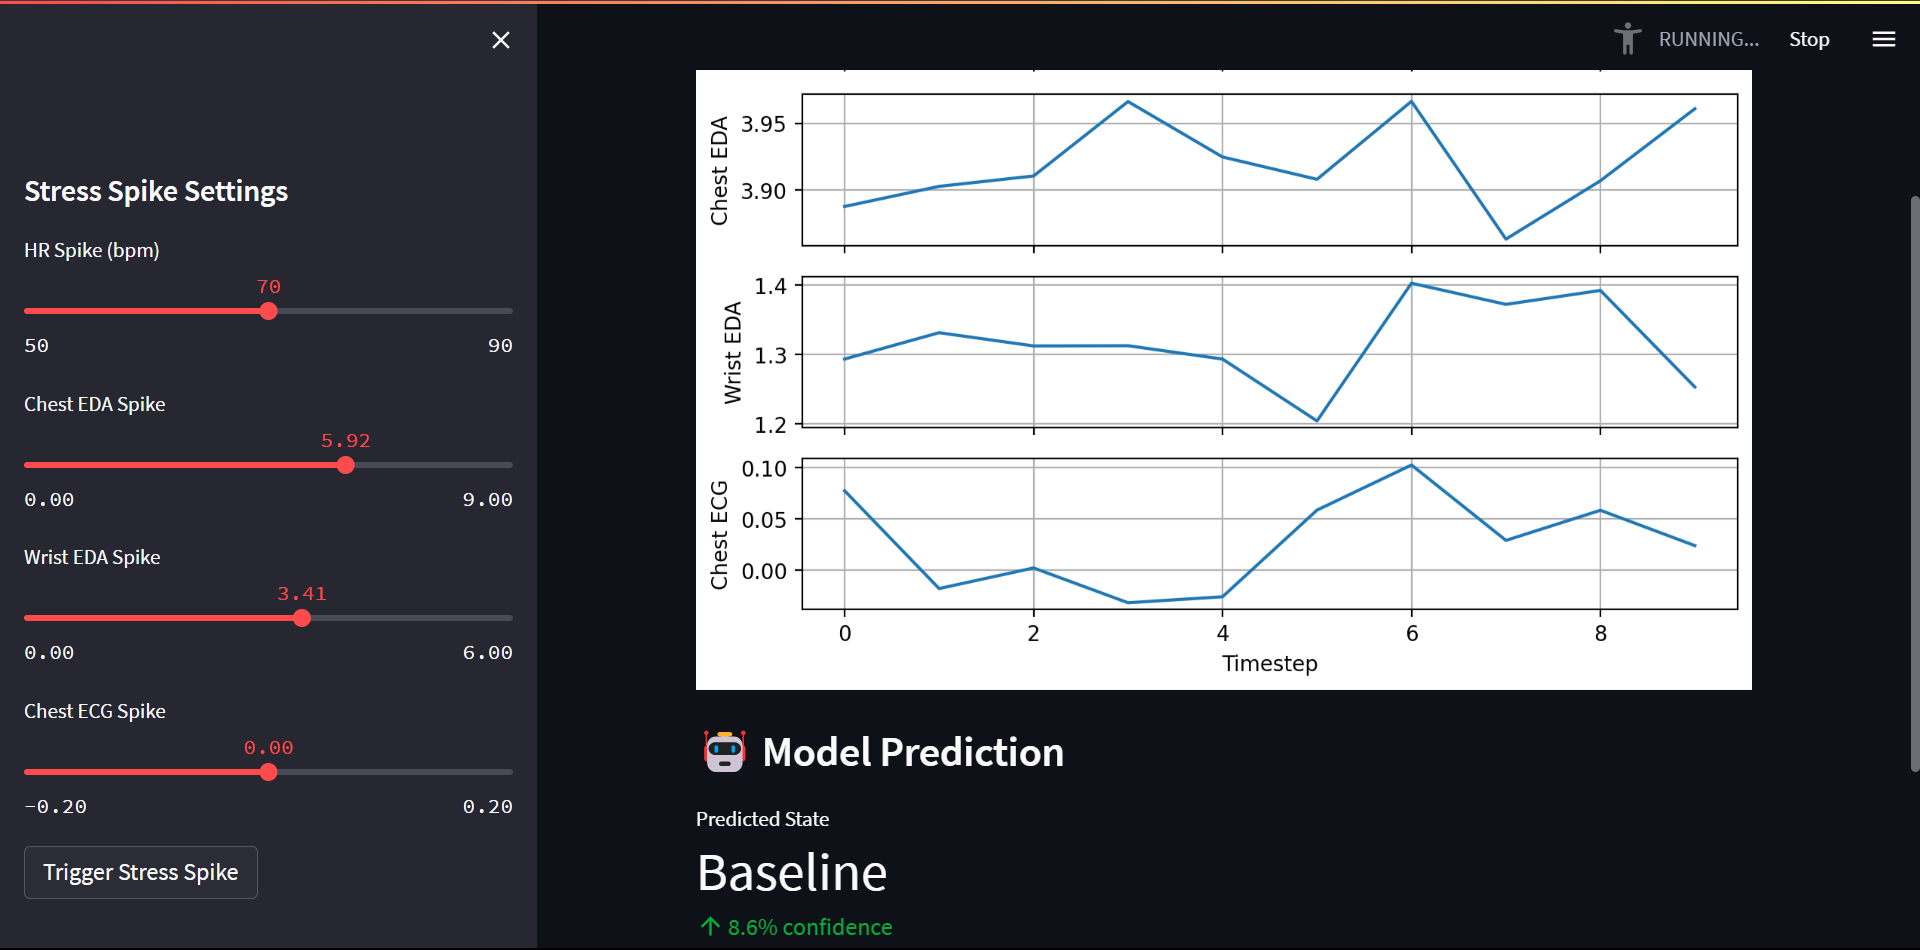 RUNNING...
Stop
Stress Spike Settings
HR Spike (bpm)
70
50
90
Chest EDA Spike
5.92
0.00
9.00
Wrist EDA Spike
3.41
0.00
6.00
Chest ECG Spike
0.00
-0.20
0.20
Trigger Stress Spike
Chest EDA
3.95
3.90
Wrist EDA
1.4
1.3
1.2
Chest ECG
0.10
0.05
0.00
0 2 4 6 8
Timestep
Model Prediction
Predicted State
Baseline
↑ 8.6% confidence